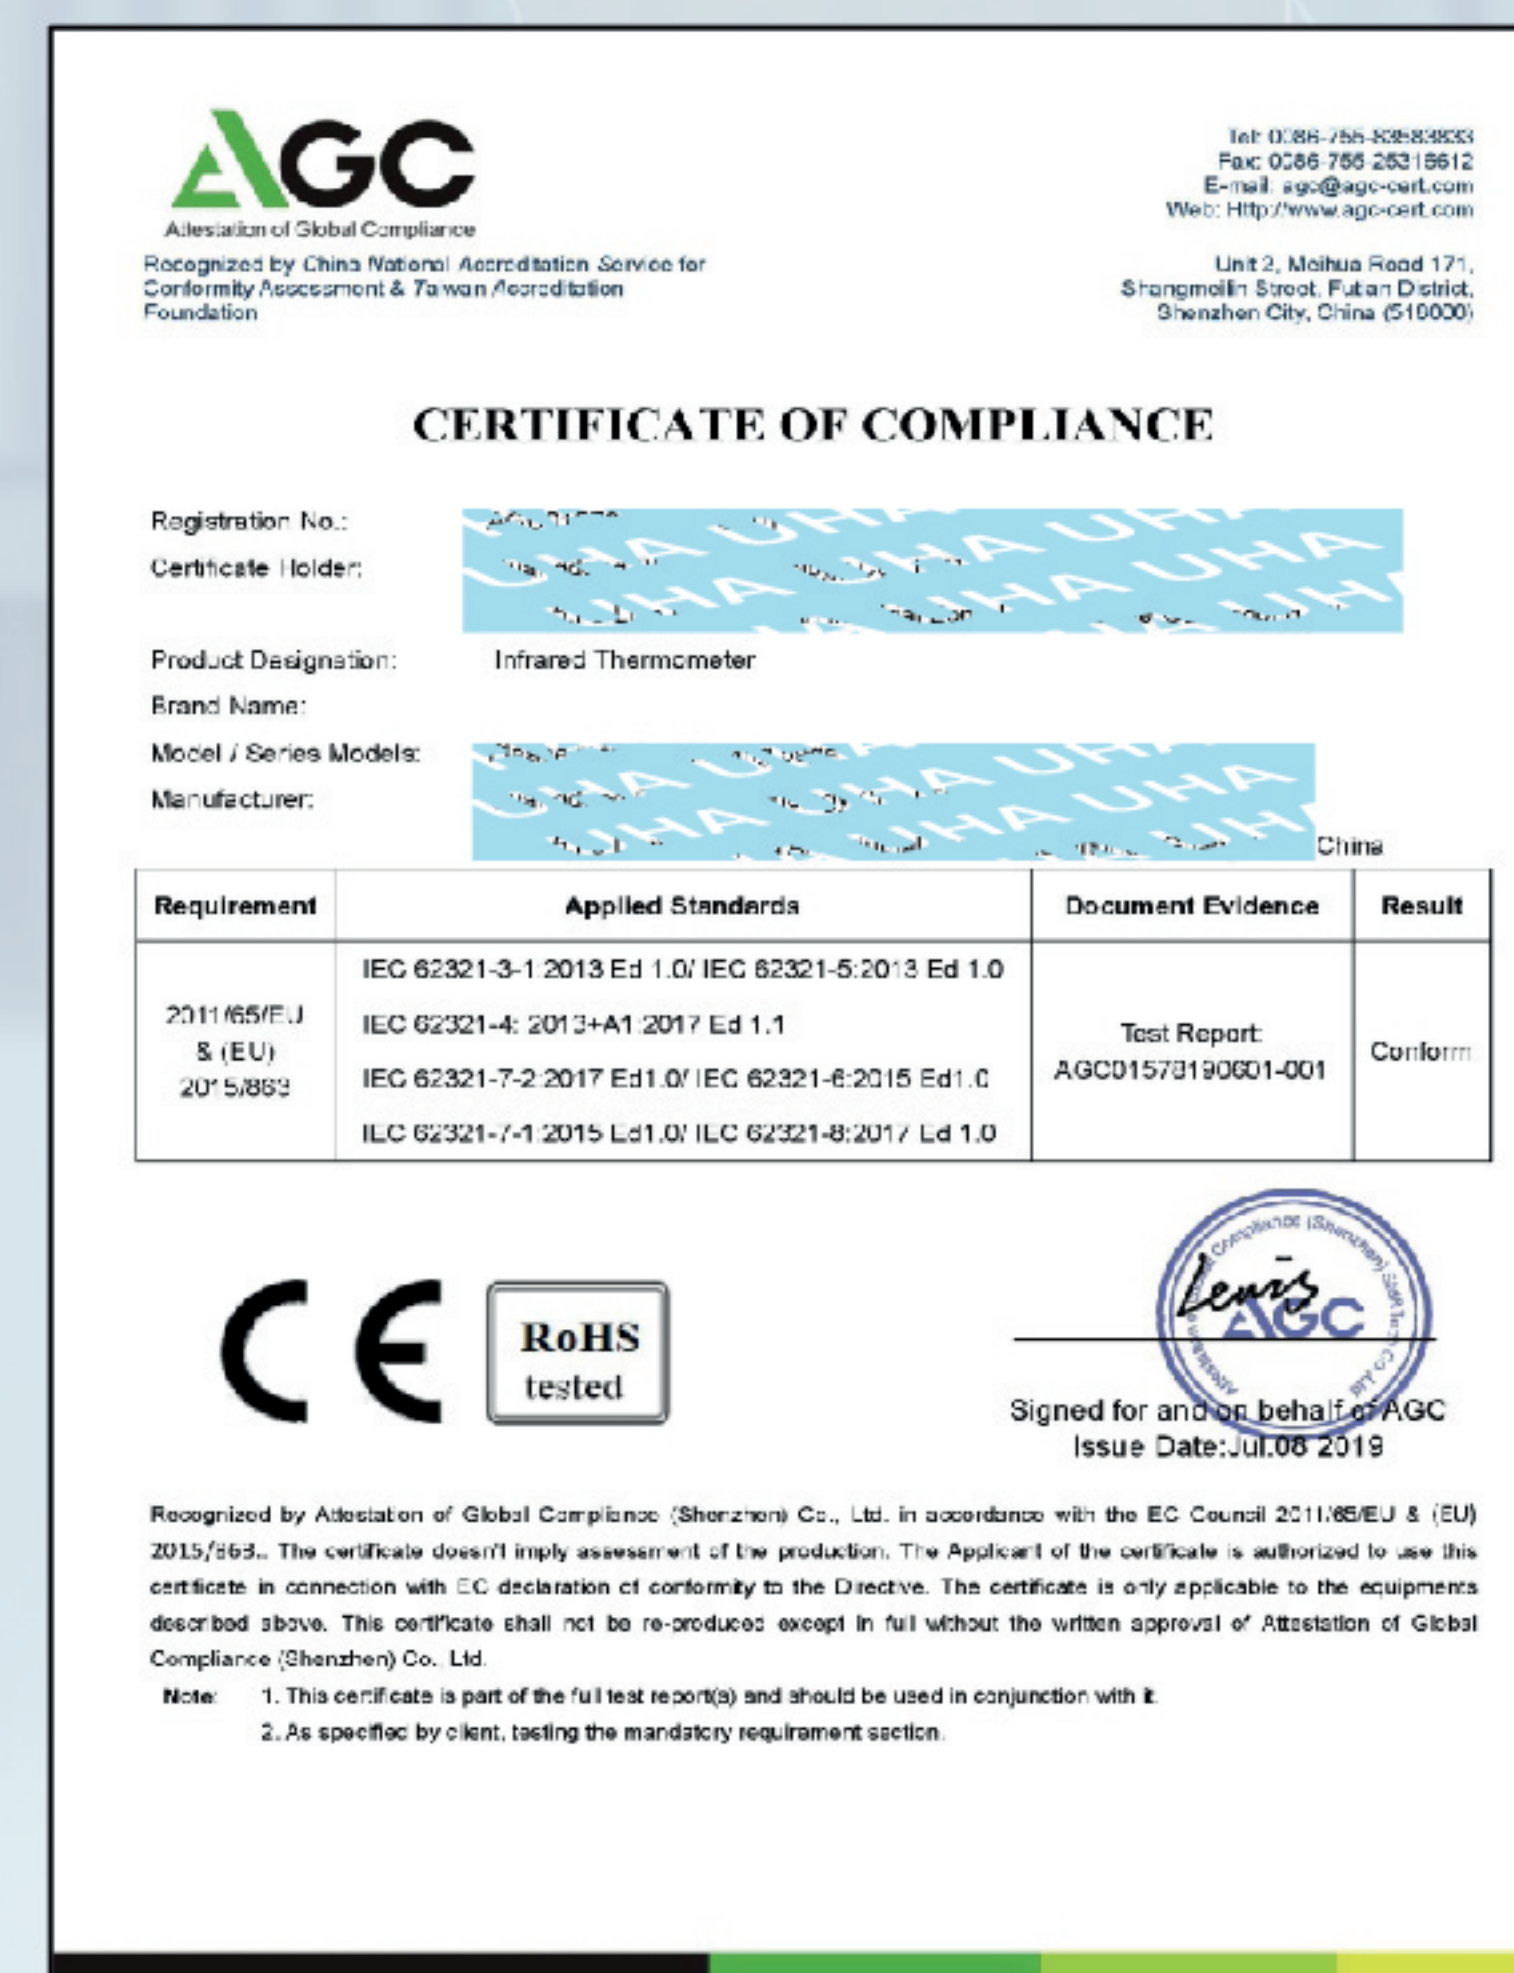 AGC
Attestation of Global Compliance
Recognized by China National Accreditation Service for
Conformity Assessment & Taiwan Accreditation
Foundation
Tel: 0086-755-83583833
Fax: 0086-755-25316612
E-mail: agc@agc-cert.com
Web: Http://www.agc-cert.com
Unit 2, Meihua Road 171,
Shangmeilin Street, Futian District,
Shenzhen City, China (518000)
CERTIFICATE OF COMPLIANCE
Registration No.:
Certificate Holder:
UHA UHA UHA
UHA UHA UHA
Product Designation: Infrared Thermometer
Brand Name:
Model / Series Models:
Manufacturer:
UHA UHA UHA
UHA UHA UHA
China
Requirement Applied Standards Document Evidence Result
2011/65/EU
& (EU)
2015/863
IEC 62321-3-1:2013 Ed 1.0/ IEC 62321-5:2013 Ed 1.0
IEC 62321-4: 2013+A1:2017 Ed 1.1
IEC 62321-7-2:2017 Ed1.0/ IEC 62321-6:2015 Ed1.0
IEC 62321-7-1:2015 Ed1.0/ IEC 62321-8:2017 Ed 1.0
Test Report:
AGC01578190601-001
Conform
CE
RoHS
tested
Lewis
AGC
Signed for and on behalf of AGC
Issue Date:Jul.08 2019
Recognized by Attestation of Global Compliance (Shenzhen) Co., Ltd. in accordance with the EC Council 2011/65/EU & (EU)
2015/863.. The certificate doesn't imply assessment of the production. The Applicant of the certificate is authorized to use this
certificate in connection with EC declaration of conformity to the Directive. The certificate is only applicable to the equipments
described above. This certificate shall not be re-produced except in full without the written approval of Attestation of Global
Compliance (Shenzhen) Co., Ltd.
Note: 1. This certificate is part of the full test report(s) and should be used in conjunction with it.
2. As specified by client, testing the mandatory requirement section.